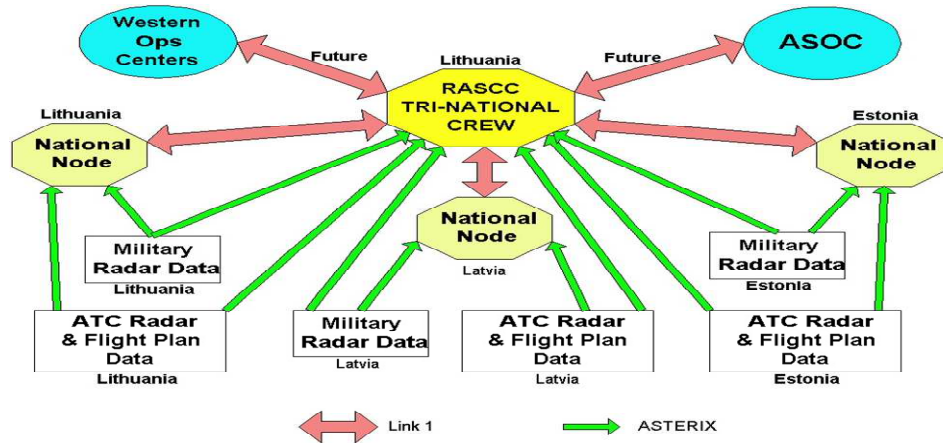 Western
Ops
Centers
Future
Lithuania
Future
ASOC
RASCC
TRI-NATIONAL
CREW
Lithuania
National
Node
Estonia
National
Node
National
Node
Latvia
Military
Radar Data
Lithuania
Military
Radar Data
Estonia
ATC Radar
& Flight Plan
Data
Lithuania
Military
Radar Data
Latvia
ATC Radar
& Flight Plan
Data
Latvia
ATC Radar
& Flight Plan
Data
Estonia
Link 1
ASTERIX